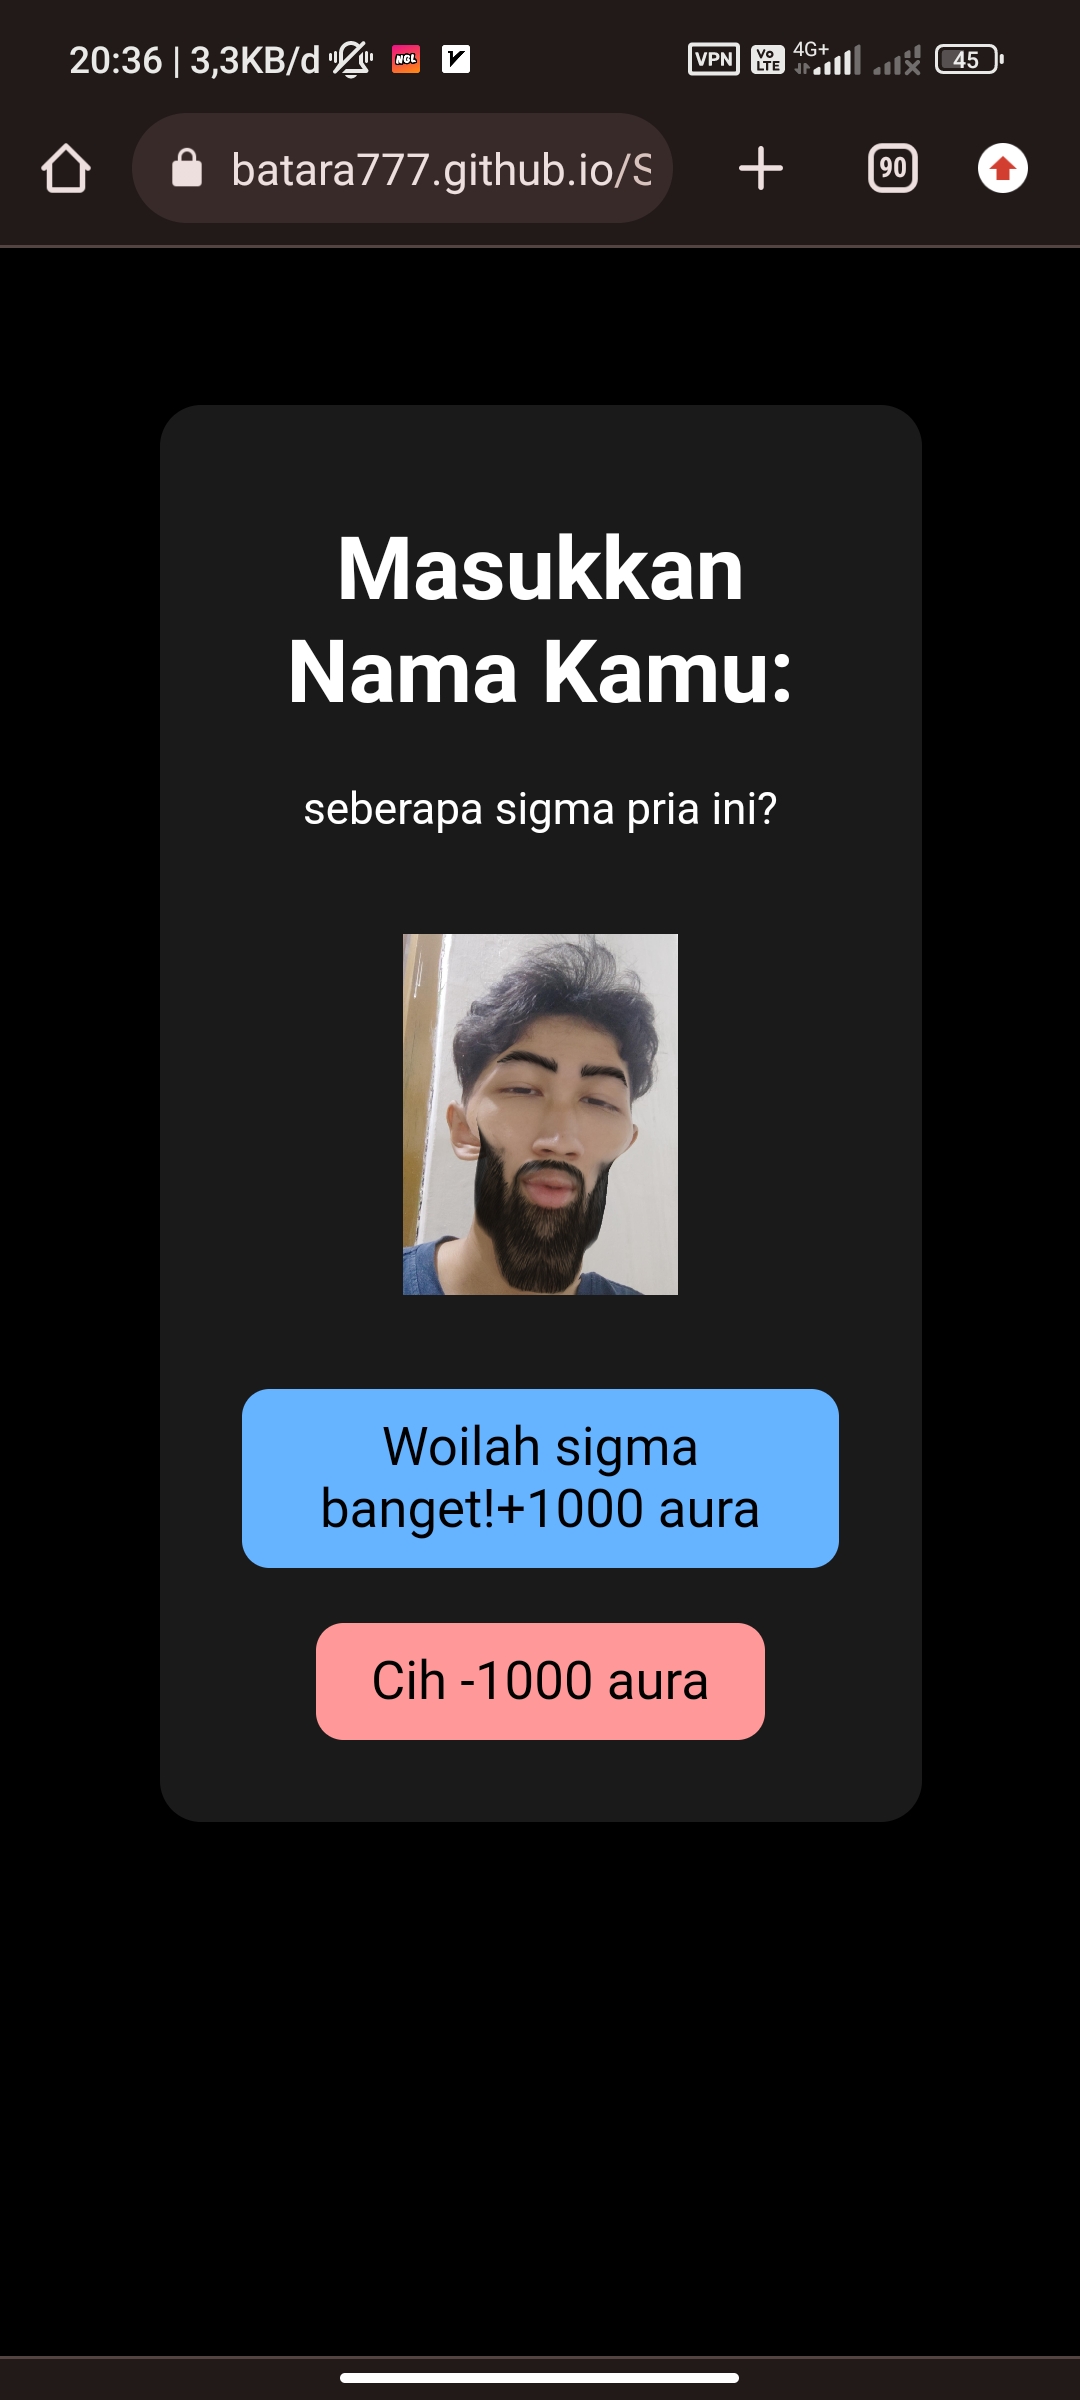 20:36 | 3,3KB/d NGL VPN Vo LTE 4G+ 45
batara777.github.io/S
90
Masukkan
Nama Kamu:
seberapa sigma pria ini?
Woilah sigma
banget!+1000 aura
Cih -1000 aura